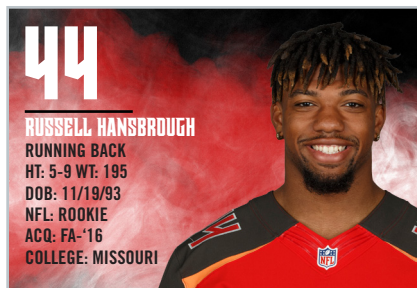 44
RUSSELL HANSBROUGH
RUNNING BACK
HT: 5-9 WT: 195
DOB: 11/19/93
NFL: ROOKIE
ACQ: FA-‘16
COLLEGE: MISSOURI
NFL